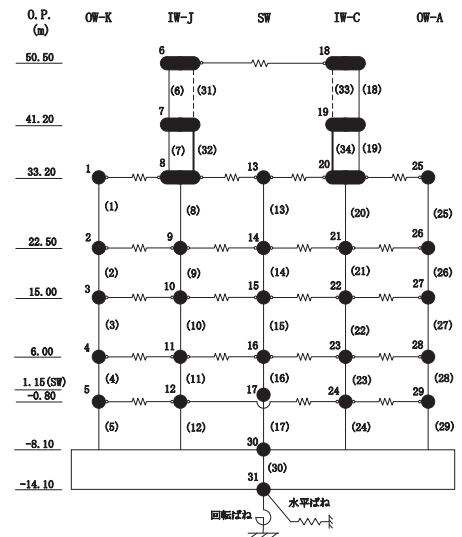 O.P. OW-K IW-J SW IW-C OW-A
(m)
6 18
50.50
(6) (31) (33) (18)
7 19
41.20
(7) (32) (34) (19)
1 8 13 20 25
33.20
(1) (8) (13) (20) (25)
2 9 14 21 26
22.50
(2) (9) (14) (21) (26)
3 10 15 22 27
15.00
(3) (10) (15) (22) (27)
4 11 16 23 28
6.00
(4) (11) (16) (23) (28)
1.15(SW)
5 12 17 24 29
-0.80
(5) (12) (17) (24) (29)
-8.10 30
(30)
-14.10 31
水平ばね
回転ばね